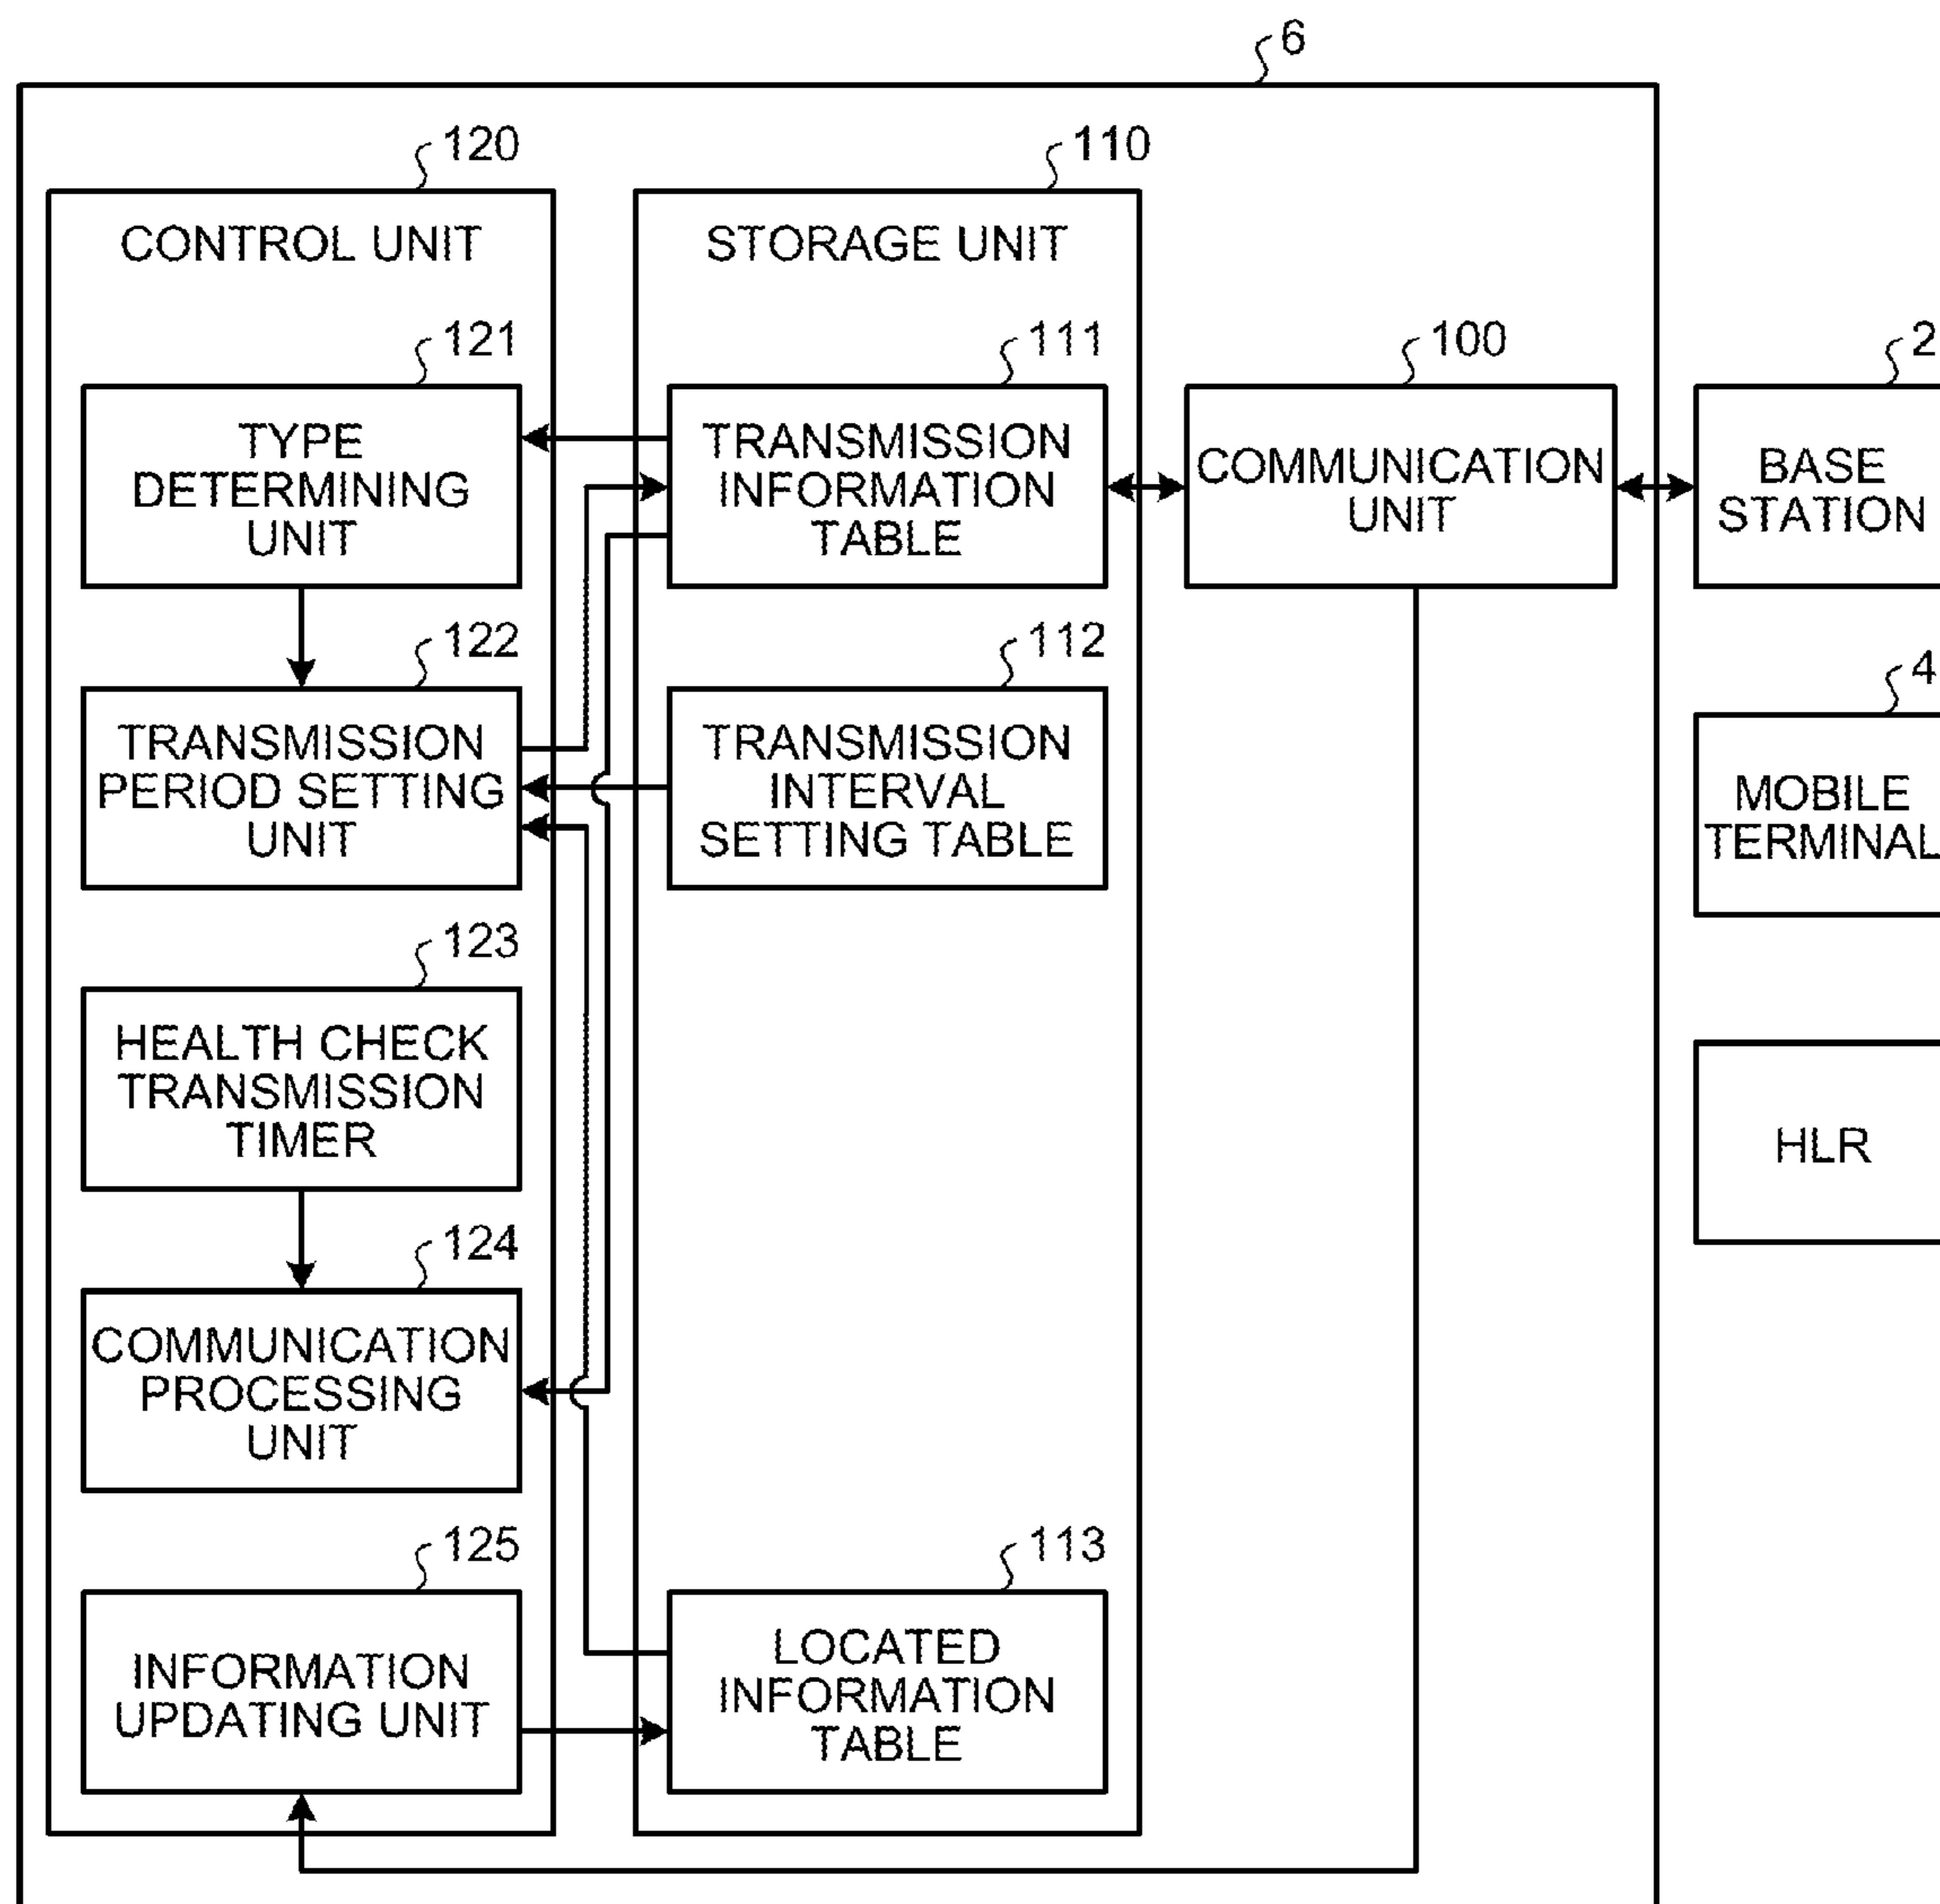 6
120
CONTROL UNIT
110
STORAGE UNIT
121
TYPE
DETERMINING
UNIT
111
TRANSMISSION
INFORMATION
TABLE
100
COMMUNICATION
UNIT
2
BASE
STATION
122
TRANSMISSION
PERIOD SETTING
UNIT
112
TRANSMISSION
INTERVAL
SETTING TABLE
4
MOBILE
TERMINAL
123
HEALTH CHECK
TRANSMISSION
TIMER
HLR
124
COMMUNICATION
PROCESSING
UNIT
125
INFORMATION
UPDATING UNIT
113
LOCATED
INFORMATION
TABLE